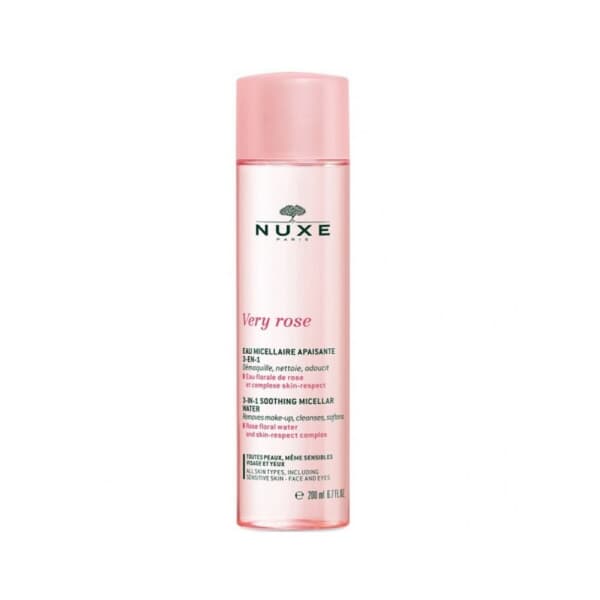 NUXE
PARIS
Very rose
EAU MICELLAIRE APAISANTE
3-EN-1
Démaquille, nettoie, adoucit
Eau florale de rose
et complexe skin-respect
3-IN-1 SOOTHING MICELLAR
WATER
Removes make-up, cleanses, softens
Rose floral water
and skin-respect complex
TOUTES PEAUX, MÊME SENSIBLES
VISAGE ET YEUX
ALL SKIN TYPES, INCLUDING
SENSITIVE SKIN - FACE AND EYES
℮ 200 ml 6.7 FL.OZ.